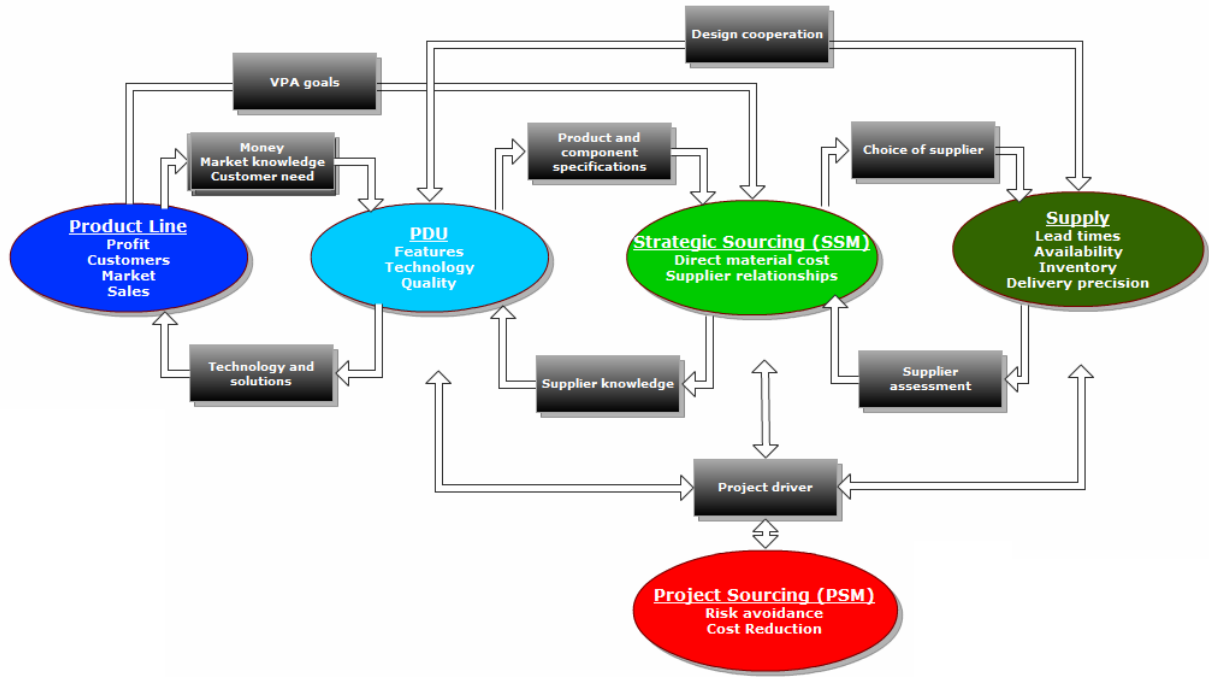 Design cooperation
VPA goals
Money
Market knowledge
Customer need
Product and
component
specifications
Choice of supplier
Product Line
Profit
Customers
Market
Sales
PDU
Features
Technology
Quality
Strategic Sourcing (SSM)
Direct material cost
Supplier relationships
Supply
Lead times
Availability
Inventory
Delivery precision
Technology and
solutions
Supplier knowledge
Supplier
assessment
Project driver
Project Sourcing (PSM)
Risk avoidance
Cost Reduction